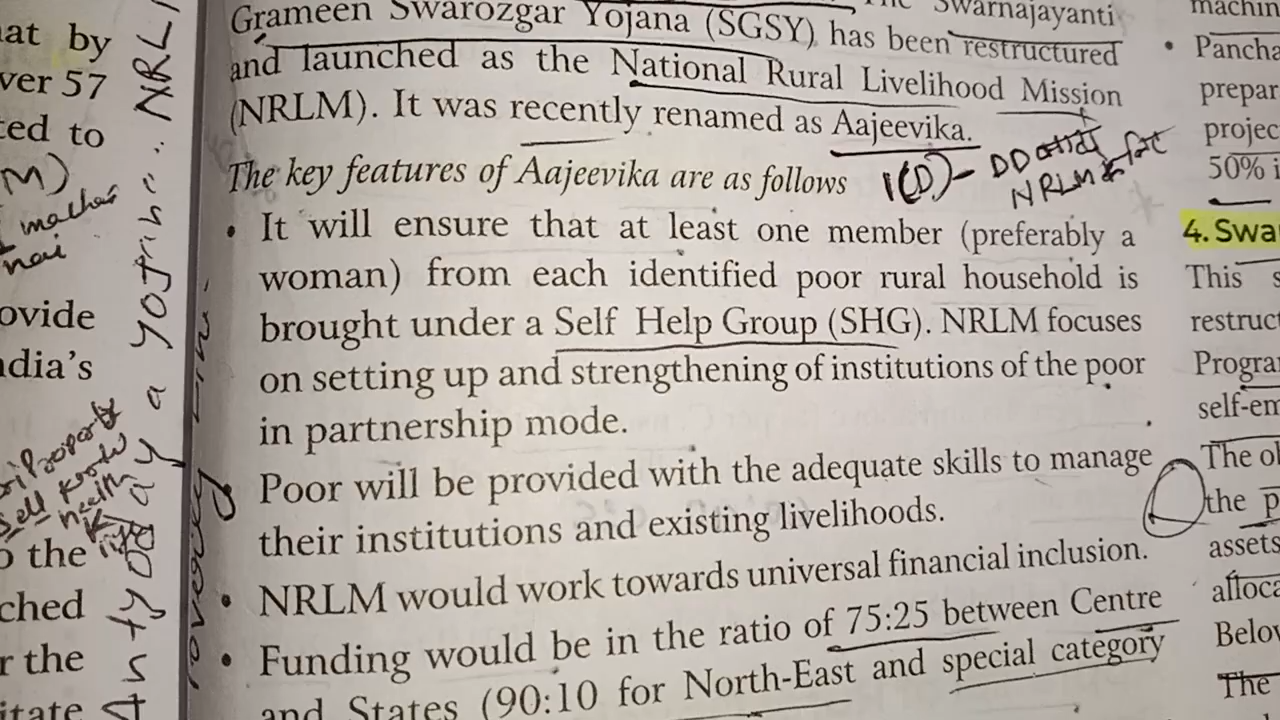 at by
ver 57
ted to
M)
ovide
dia's
o the
ched
r the
itate
NRL
Swarnajayanti
Grameen Swarozgar Yojana (SGSY) has been restructured
and launched as the National Rural Livelihood Mission
(NRLM). It was recently renamed as Aajeevika.
The key features of Aajeevika are as follows
NRLM
• It will ensure that at least one member (preferably a
woman) from each identified poor rural household is
brought under a Self Help Group (SHG). NRLM focuses
on setting up and strengthening of institutions of the poor
in partnership mode.
Poor will be provided with the adequate skills to manage
their institutions and existing livelihoods.
• NRLM would work towards universal financial inclusion.
• Funding would be in the ratio of 75:25 between Centre
and States (90:10 for North-East and special category
machin
• Pancha
prepar
projec
50% i
4. Swa
This s
restruct
Progra
self-em
The ol
the p
assets
alloca
Below
The